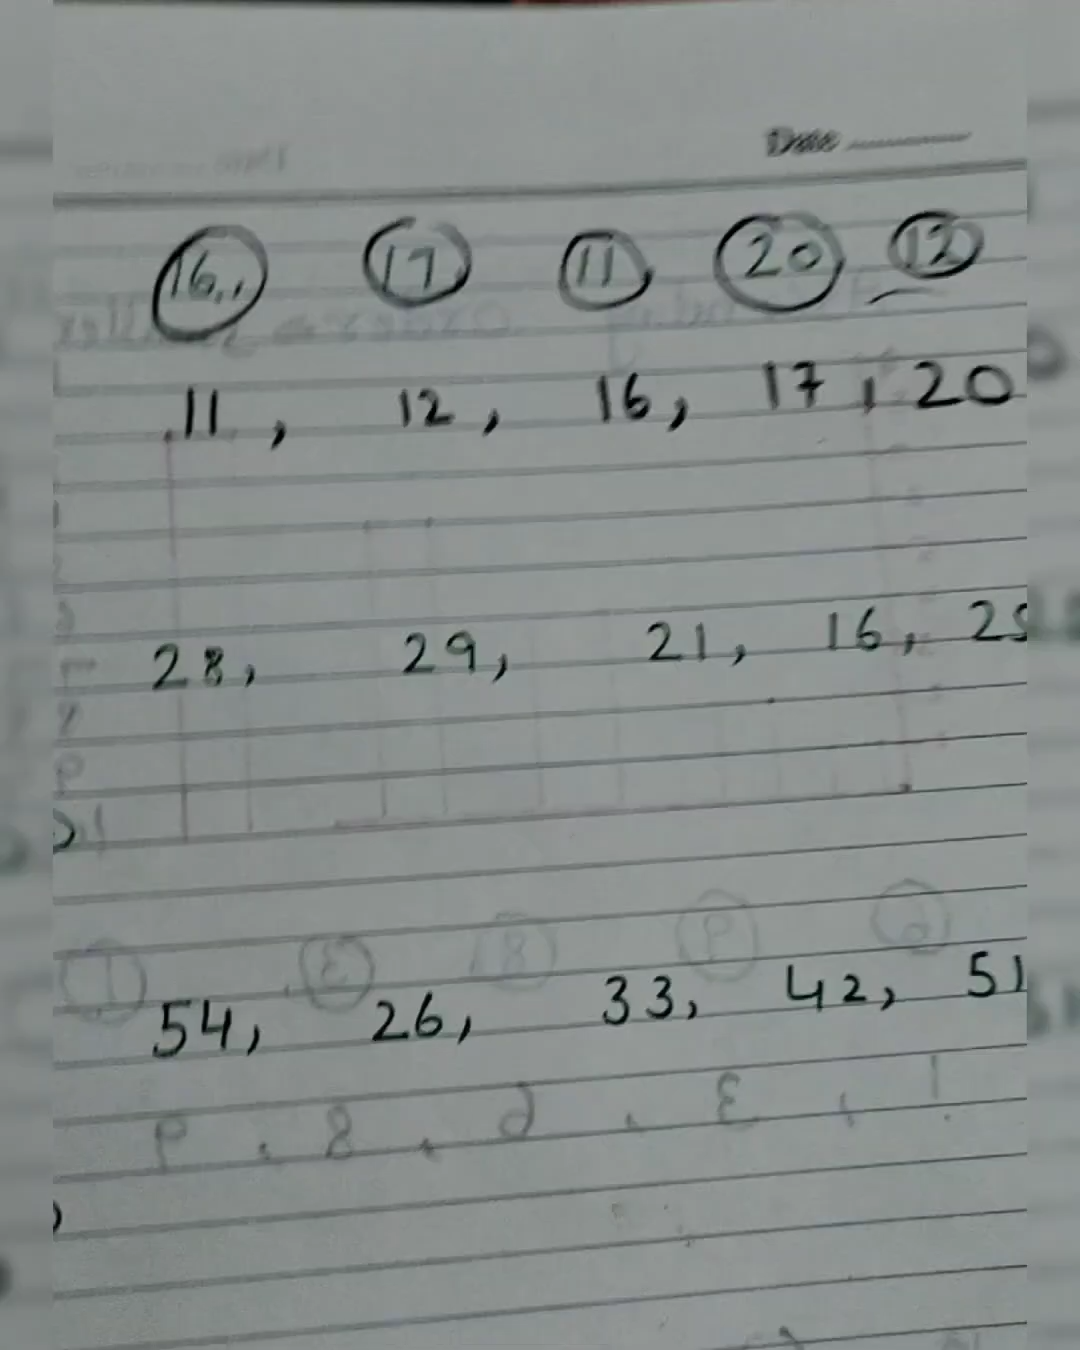 Date
16, 17 11 20 12
11, 12, 16, 17, 20
28, 29, 21, 16,
54, 26, 33, 42, 51